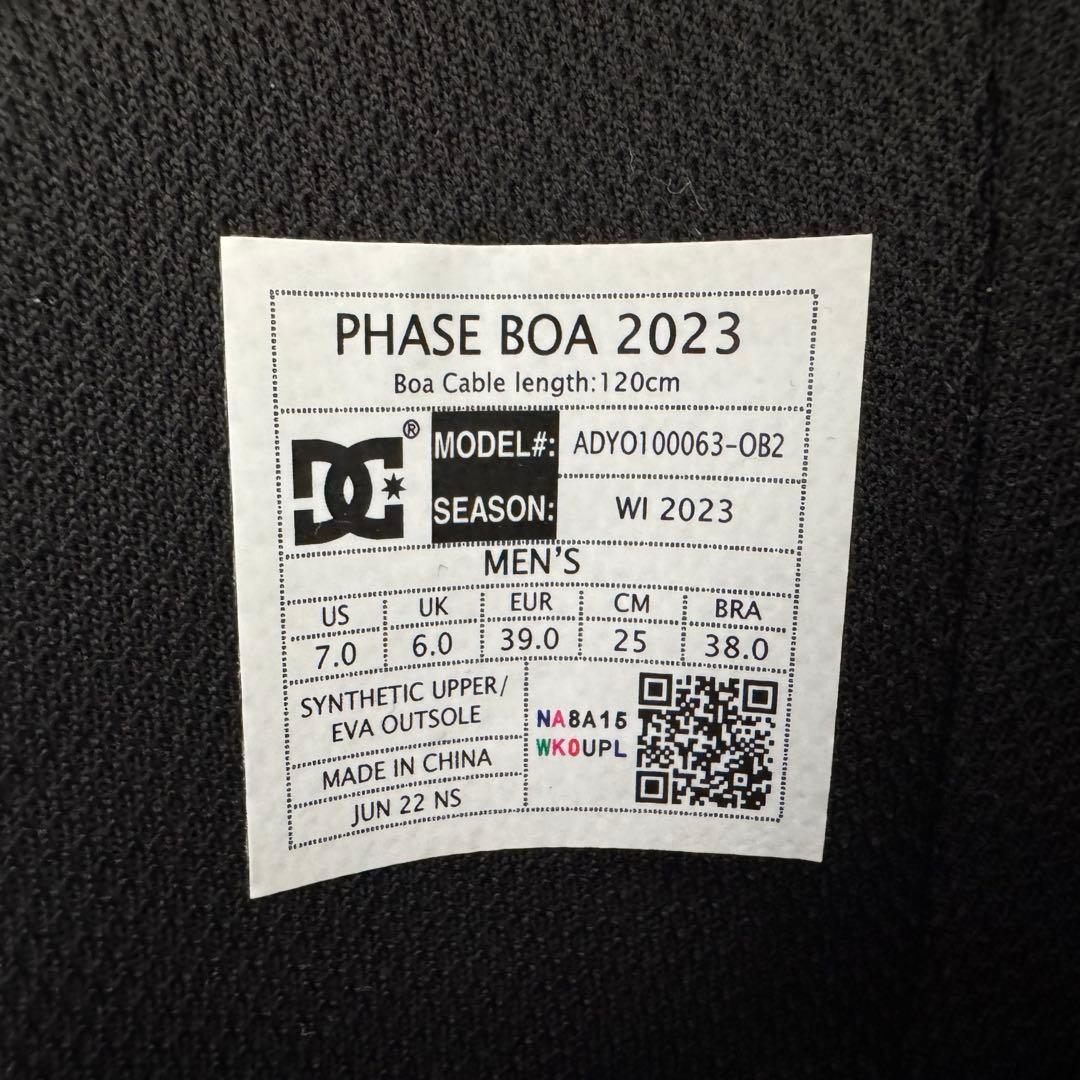 PHASE BOA 2023
Boa Cable length:120cm
DC ®
MODEL#: ADYO100063-OB2
SEASON: WI 2023
MEN'S
US UK EUR CM BRA
7.0 6.0 39.0 25 38.0
SYNTHETIC UPPER/
EVA OUTSOLE
MADE IN CHINA
JUN 22 NS
NA8A15
WK0UPL